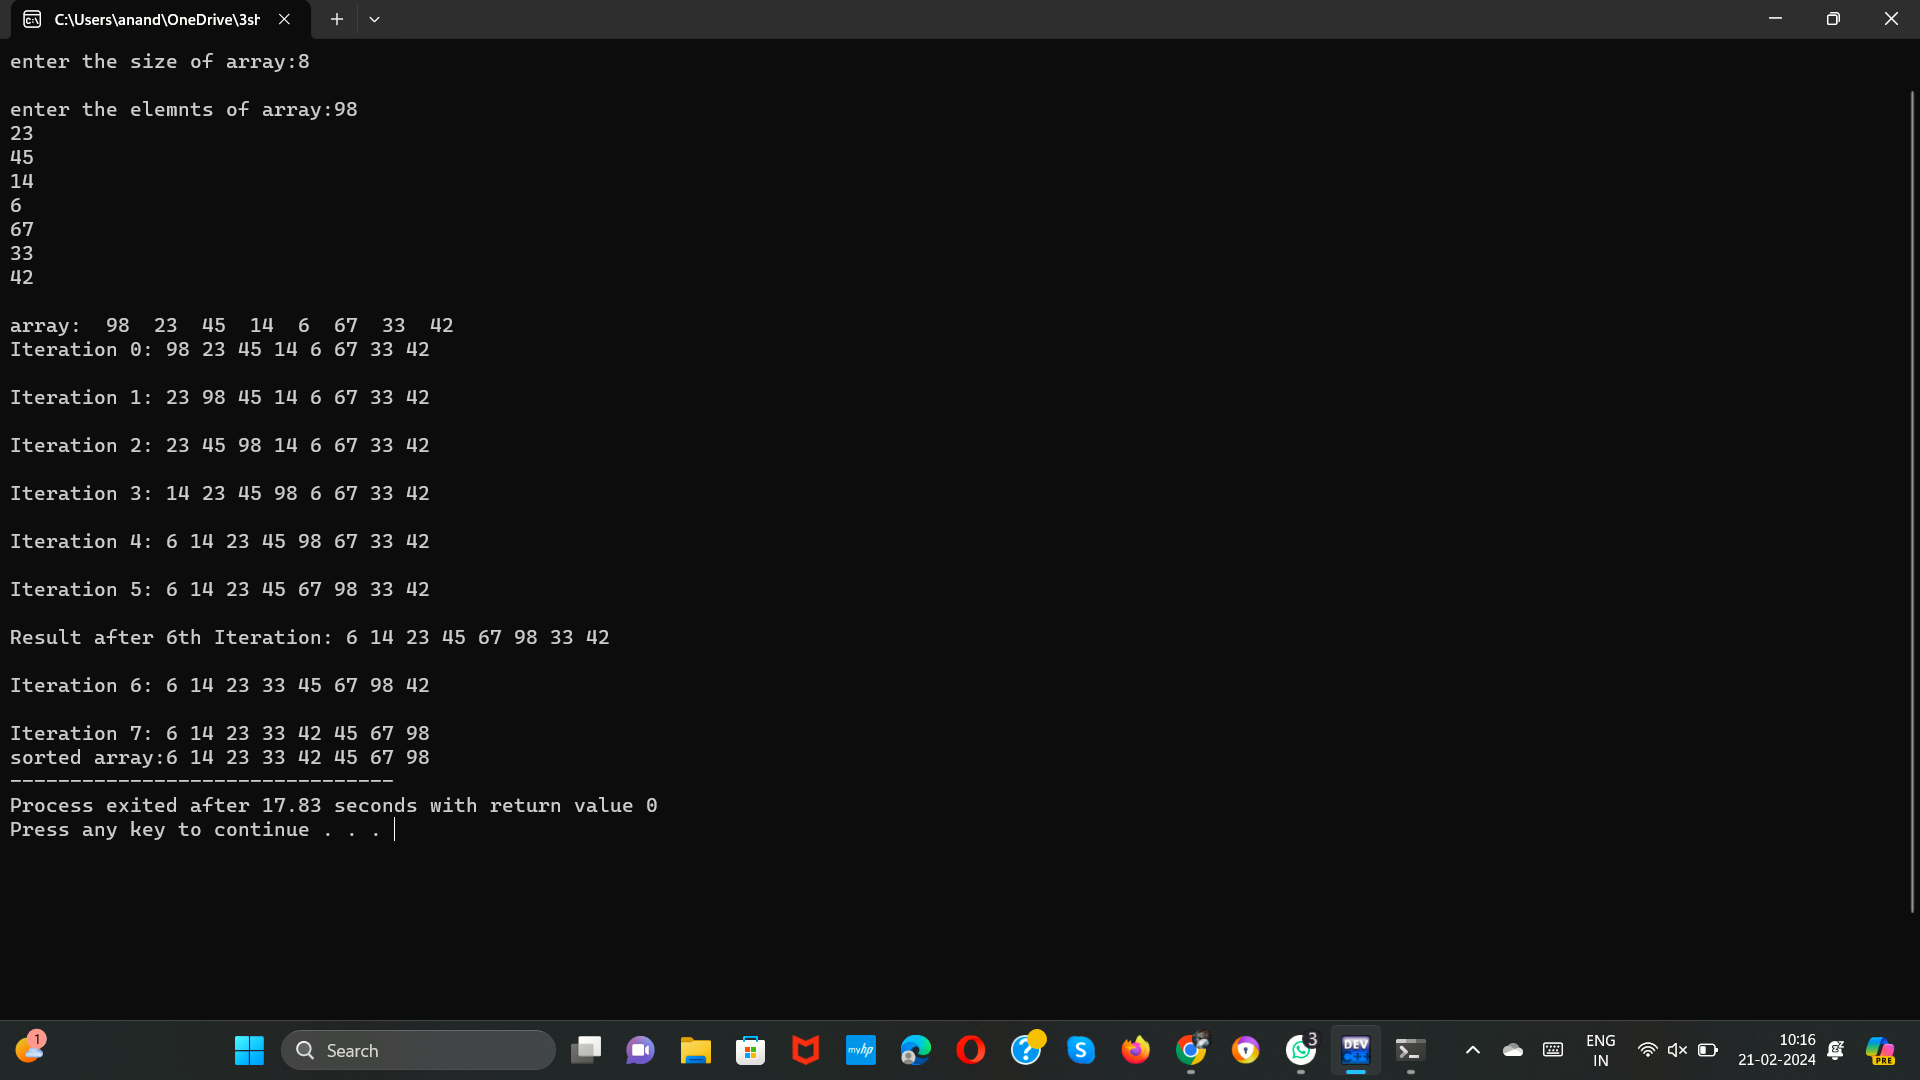 C:\Users\anand\OneDrive\3sh
enter the size of array:8
enter the elemnts of array:98
23
45
14
6
67
33
42
array:  98  23  45  14  6  67  33  42
Iteration 0: 98 23 45 14 6 67 33 42
Iteration 1: 23 98 45 14 6 67 33 42
Iteration 2: 23 45 98 14 6 67 33 42
Iteration 3: 14 23 45 98 6 67 33 42
Iteration 4: 6 14 23 45 98 67 33 42
Iteration 5: 6 14 23 45 67 98 33 42
Result after 6th Iteration: 6 14 23 45 67 98 33 42
Iteration 6: 6 14 23 33 45 67 98 42
Iteration 7: 6 14 23 33 42 45 67 98
sorted array:6 14 23 33 42 45 67 98
--------------------------------
Process exited after 17.83 seconds with return value 0
Press any key to continue . . .
1
Search
myhp
S
3
DEV
ENG
IN
10:16
21-02-2024
PRE